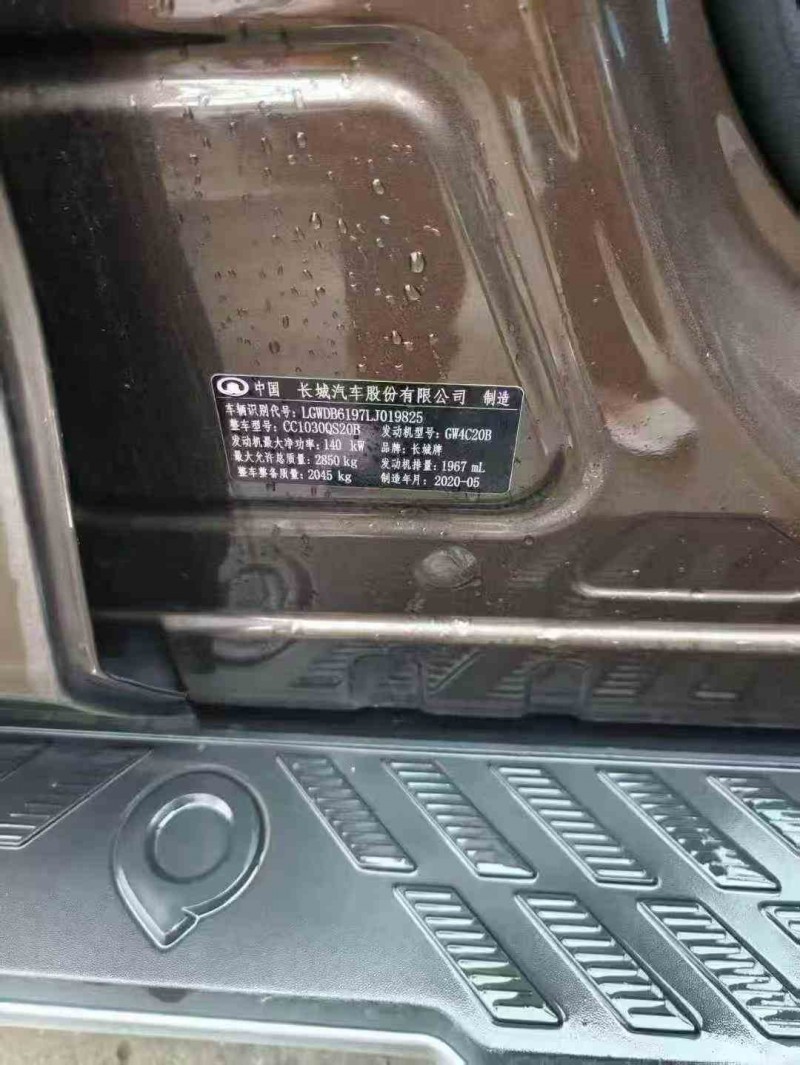 中国 长城汽车股份有限公司 制造
车辆识别代号：LGWDB6197LJ019825
整车型号：CC1030QS20B 发动机型号：GW4C20B
发动机最大净功率：140 kW 品牌：长城牌
最大允许总质量：2850 kg 发动机排量：1967 mL
整车整备质量：2045 kg 制造年月：2020-05